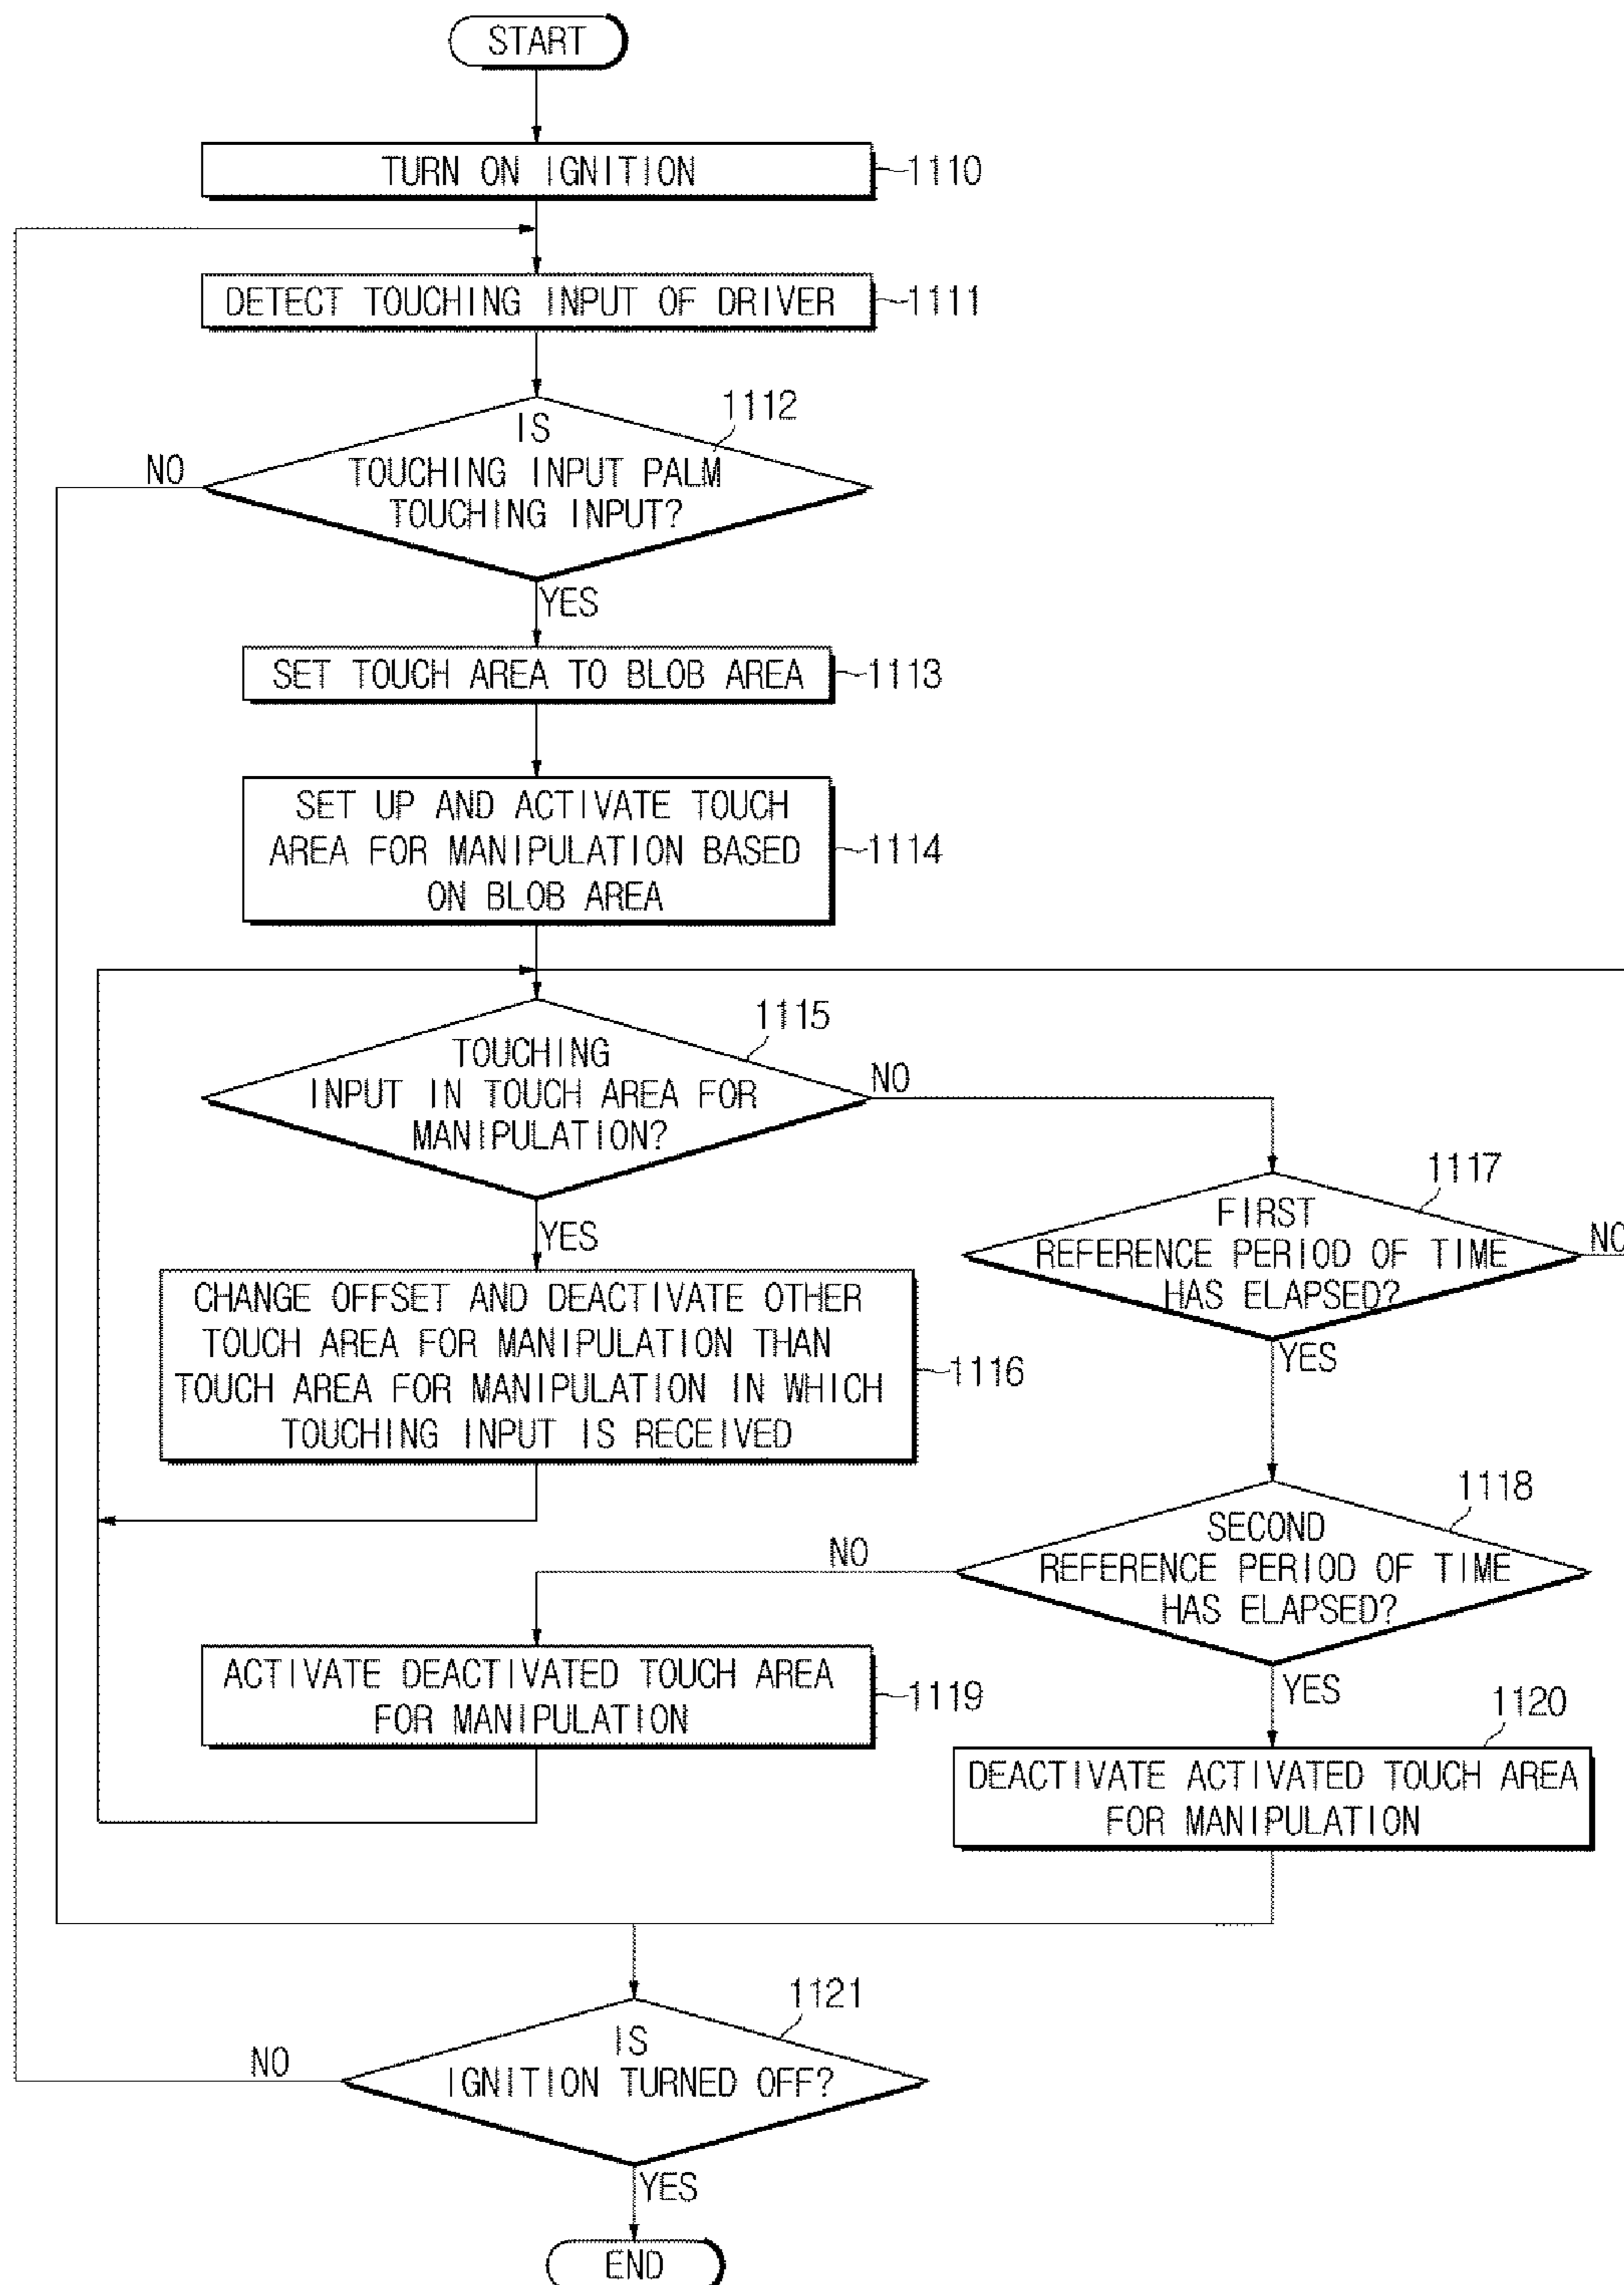 START
TURN ON IGNITION
1110
DETECT TOUCHING INPUT OF DRIVER
1111
1112
IS
TOUCHING INPUT PALM
TOUCHING INPUT?
NO
YES
SET TOUCH AREA TO BLOB AREA
1113
SET UP AND ACTIVATE TOUCH
AREA FOR MANIPULATION BASED
ON BLOB AREA
1114
1115
TOUCHING
INPUT IN TOUCH AREA FOR
MANIPULATION?
NO
YES
1117
FIRST
REFERENCE PERIOD OF TIME
HAS ELAPSED?
NO
YES
CHANGE OFFSET AND DEACTIVATE OTHER
TOUCH AREA FOR MANIPULATION THAN
TOUCH AREA FOR MANIPULATION IN WHICH
TOUCHING INPUT IS RECEIVED
1116
1118
SECOND
REFERENCE PERIOD OF TIME
HAS ELAPSED?
NO
YES
ACTIVATE DEACTIVATED TOUCH AREA
FOR MANIPULATION
1119
1120
DEACTIVATE ACTIVATED TOUCH AREA
FOR MANIPULATION
1121
IS
IGNITION TURNED OFF?
NO
YES
END